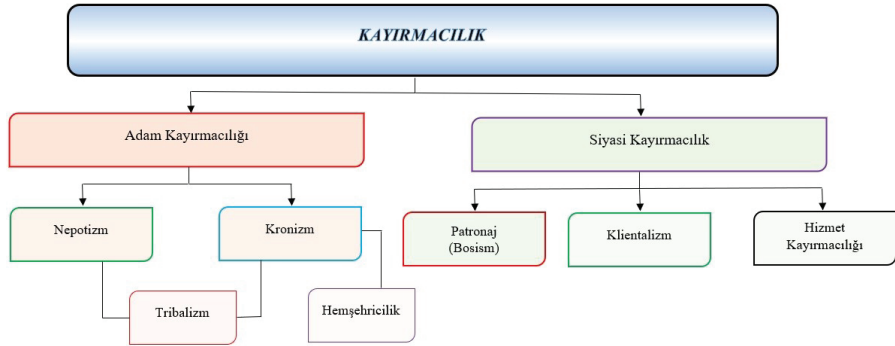 KAYIRMACILIK
Adam Kayırmacılığı
Siyasi Kayırmacılık
Nepotizm
Kronizm
Patronaj
(Bosism)
Klientalizm
Hizmet
Kayırmacılığı
Tribalizm
Hemşehricilik